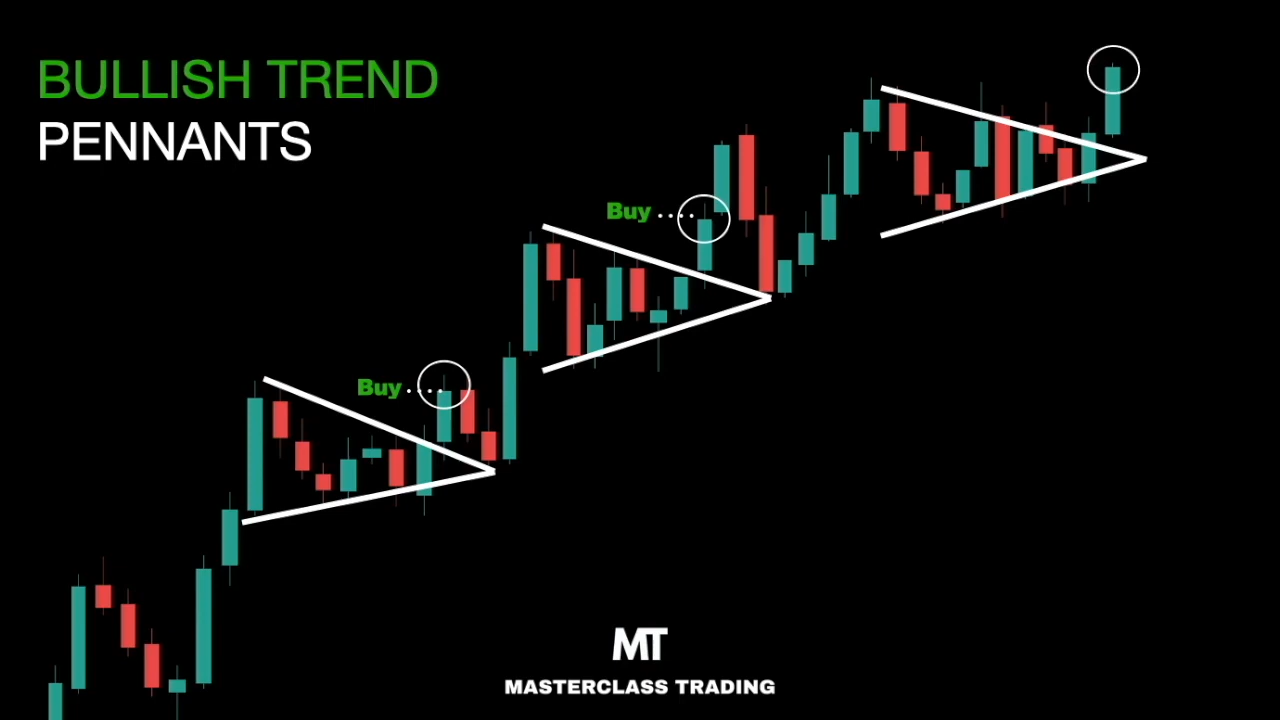 BULLISH TREND
PENNANTS
Buy ....
Buy ....
MT
MASTERCLASS TRADING